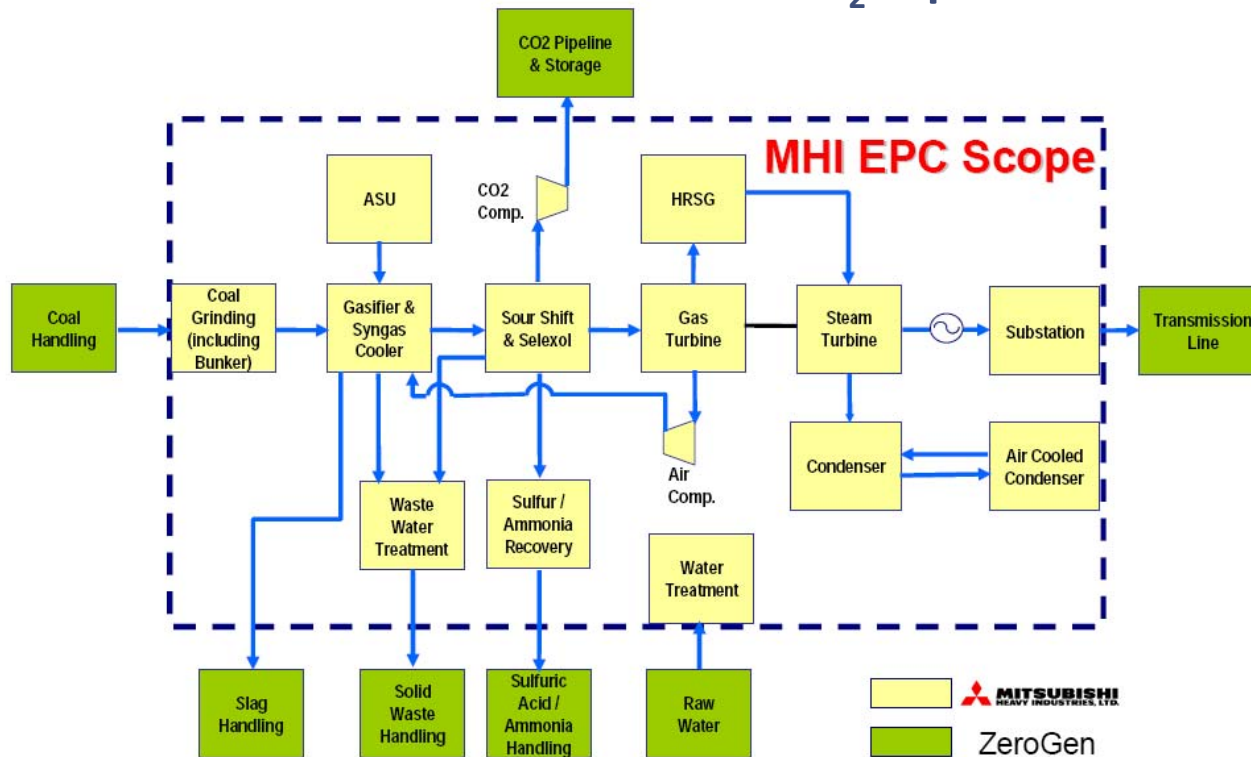 2
CO2 Pipeline
& Storage
MHI EPC Scope
ASU
CO2
Comp.
HRSG
Coal
Handling
Coal
Grinding
(including
Bunker)
Gasifier &
Syngas
Cooler
Sour Shift
& Selexol
Gas
Turbine
Steam
Turbine
Substation
Transmission
Line
Air
Comp.
Condenser
Air Cooled
Condenser
Waste
Water
Treatment
Sulfur /
Ammonia
Recovery
Water
Treatment
Slag
Handling
Solid
Waste
Handling
Sulfuric
Acid /
Ammonia
Handling
Raw
Water
MITSUBISHI
HEAVY INDUSTRIES, LTD.
ZeroGen